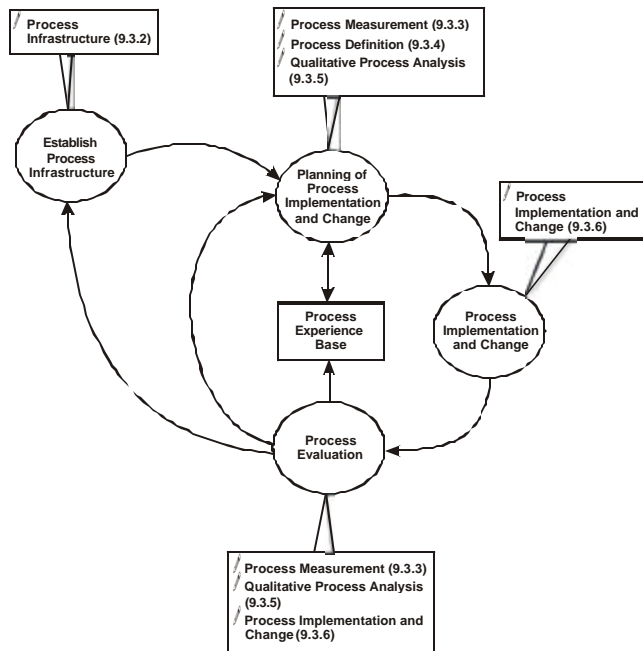 Process
Infrastructure (9.3.2)
Process Measurement (9.3.3)
Process Definition (9.3.4)
Qualitative Process Analysis
(9.3.5)
Establish
Process
Infrastructure
Planning of
Process
Implementation
and Change
Process
Implementation and
Change (9.3.6)
Process
Experience
Base
Process
Implementation
and Change
Process
Evaluation
Process Measurement (9.3.3)
Qualitative Process Analysis
(9.3.5)
Process Implementation and
Change (9.3.6)